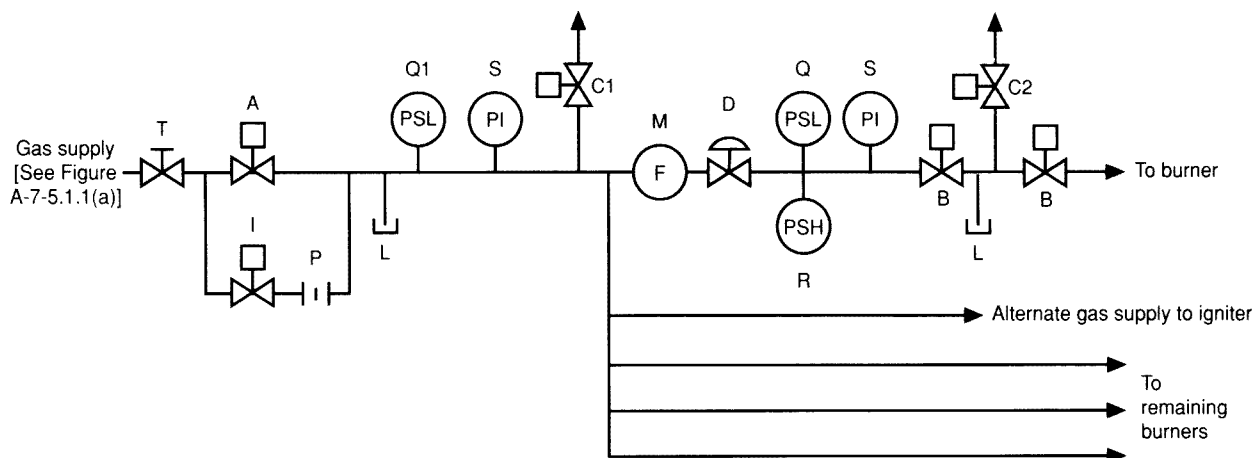 Q1
S
C1
Q
S
C2
A
D
M
T
PSL
PI
PSL
PI
Gas supply
[See Figure
A-7-5.1.1(a)]
F
To burner
B
B
I
P
L
PSH
L
R
Alternate gas supply to igniter
To
remaining
burners